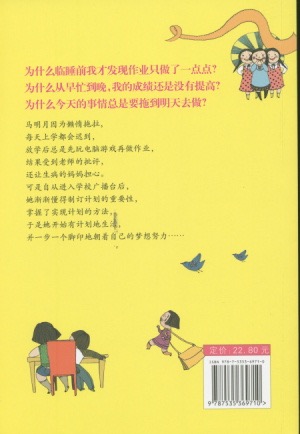 为什么临睡前我才发现作业只做了一点点？
为什么从早忙到晚，我的成绩还是没有提高？
为什么今天的事情总是要拖到明天去做？
马明月因为懒惰拖拉，
每天上学都会迟到，
放学后总是先玩电脑游戏再做作业，
结果受到老师的批评，
还让生病的妈妈担心。
可是自从进入学校广播台后，
她渐渐懂得制订计划的重要性，
掌握了实现计划的方法，
于是她开始有计划地生活，
并一步一个脚印地朝着自己的梦想努力……
定价 22.80元
ISBN 978-7-5355-6971-0
9 787535 569710 >